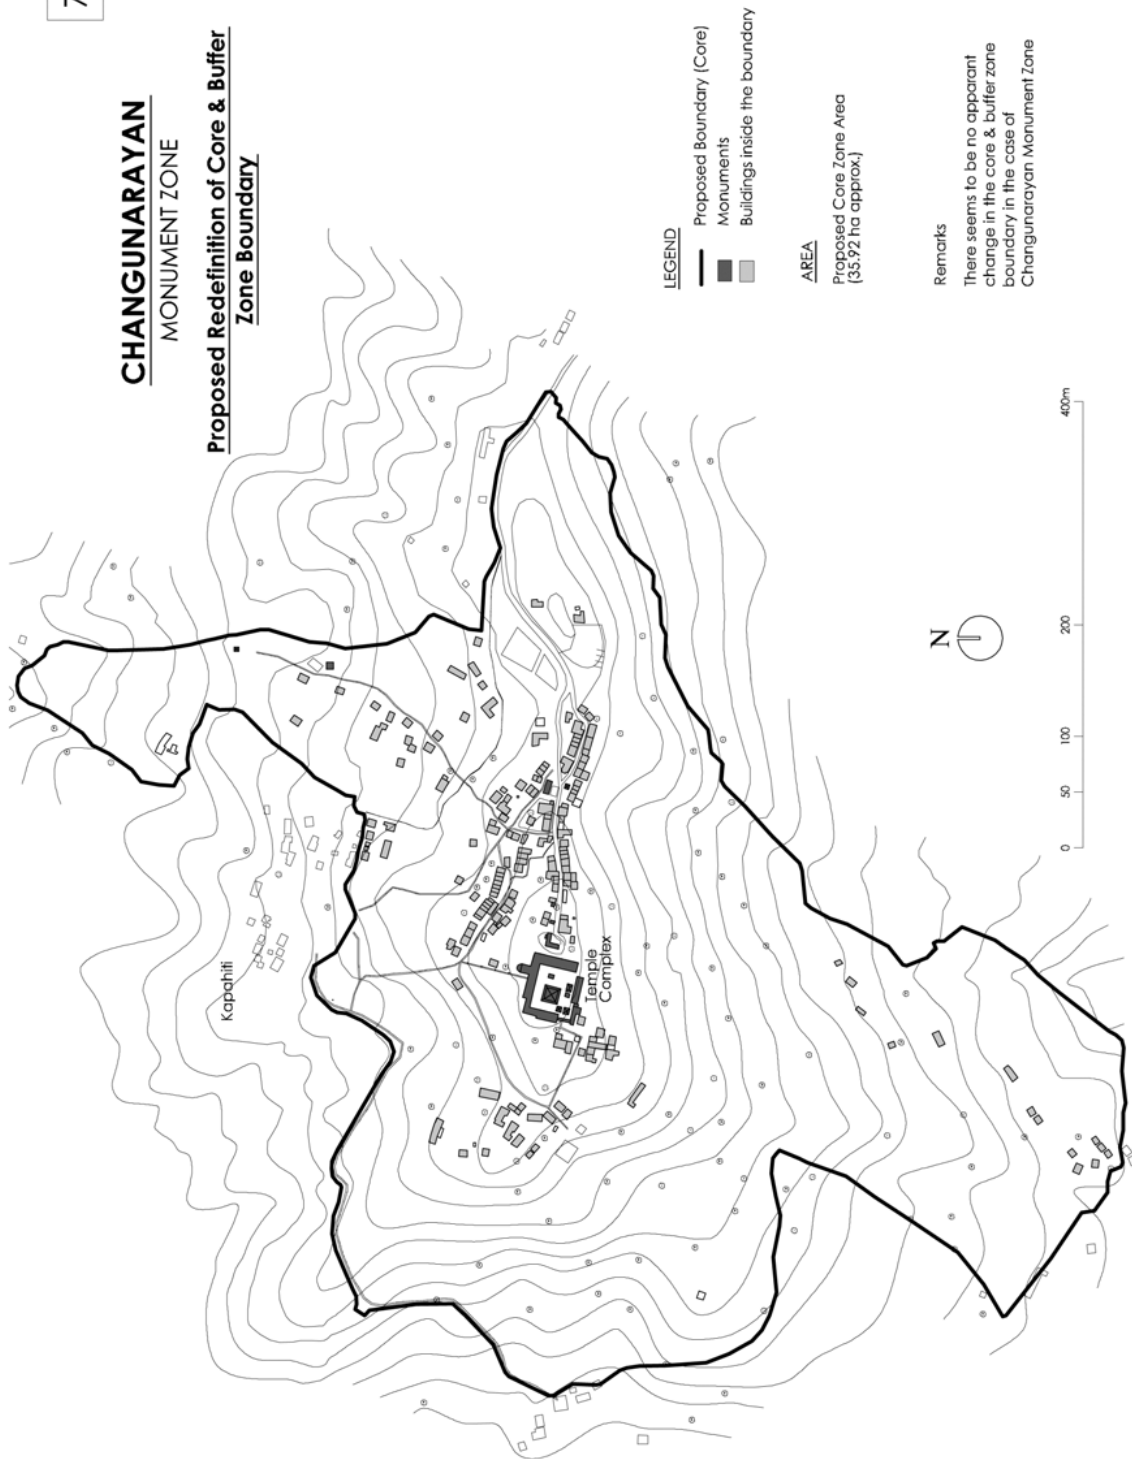 7
CHANGUNARAYAN
MONUMENT ZONE
Proposed Redefinition of Core & Buffer
Zone Boundary
LEGEND
Proposed Boundary (Core)
Monuments
Buildings inside the boundary
AREA
Proposed Core Zone Area
(35.92 ha approx.)
Remarks
There seems to be no apparant
change in the core & buffer zone
boundary in the case of
Changunarayan Monument Zone
Kapahiti
Temple
Complex
N
0
50
100
200
400m